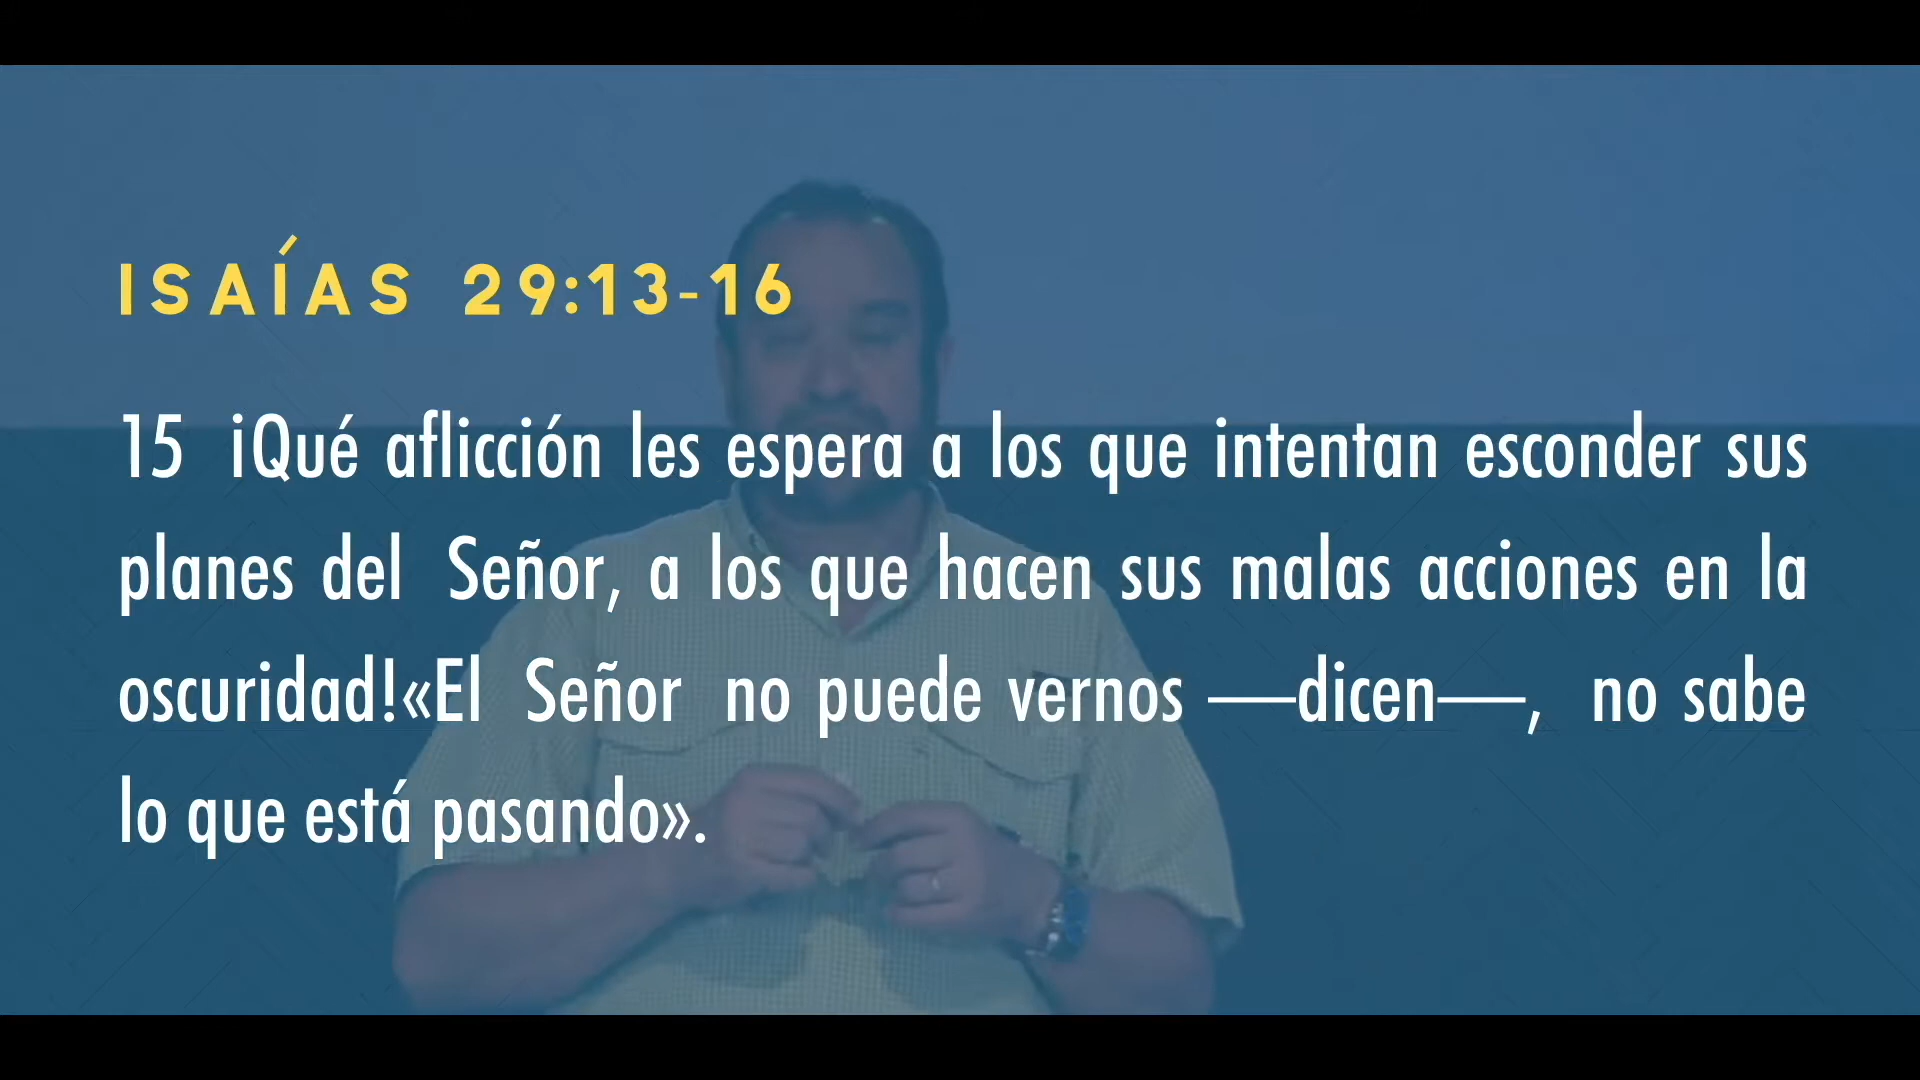 ISAÍAS 29:13-16
15 ¡Qué aflicción les espera a los que intentan esconder sus
planes del Señor, a los que hacen sus malas acciones en la
oscuridad!«El Señor no puede vernos —dicen—, no sabe
lo que está pasando».